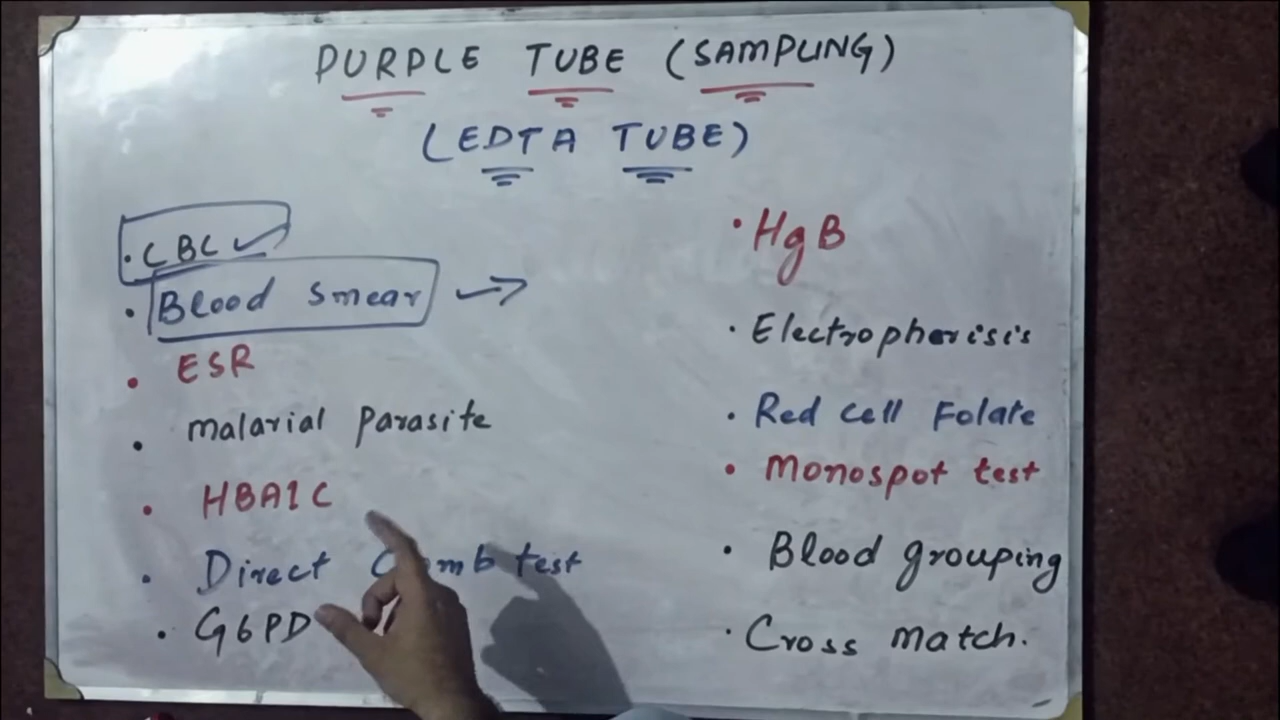 PURPLE TUBE (SAMPLING)
(EDTA TUBE)
• CBC ✓
• Blood smear →
• ESR
• malarial parasite
• HBA1C
• Direct test
• G6PD
• HgB
• Electropherisis
• Red cell Folate
• Monospot test
• Blood grouping
• Cross match.